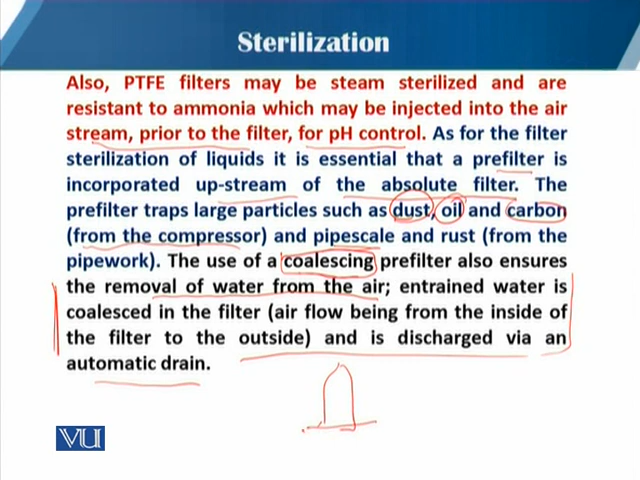 Sterilization
Also, PTFE filters may be steam sterilized and are
resistant to ammonia which may be injected into the air
stream, prior to the filter, for pH control. As for the filter
sterilization of liquids it is essential that a prefilter is
incorporated up-stream of the absolute filter. The
prefilter traps large particles such as dust, oil and carbon
(from the compressor) and pipescale and rust (from the
pipework). The use of a coalescing prefilter also ensures
the removal of water from the air; entrained water is
coalesced in the filter (air flow being from the inside of
the filter to the outside) and is discharged via an
automatic drain.
VU